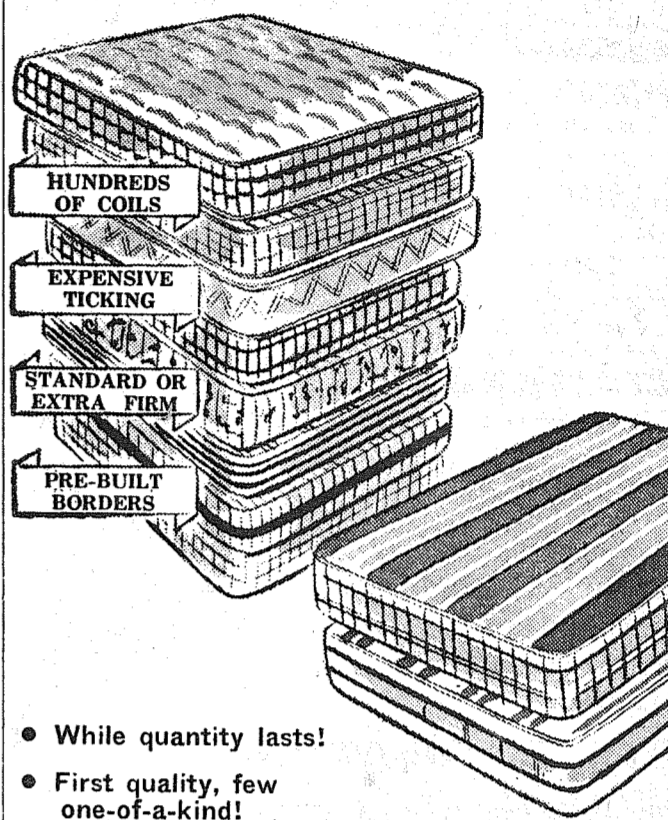 HUNDREDS
OF COILS
EXPENSIVE
TICKING
STANDARD OR
EXTRA FIRM
PRE-BUILT
BORDERS
● While quantity lasts!
● First quality, few
one-of-a-kind!